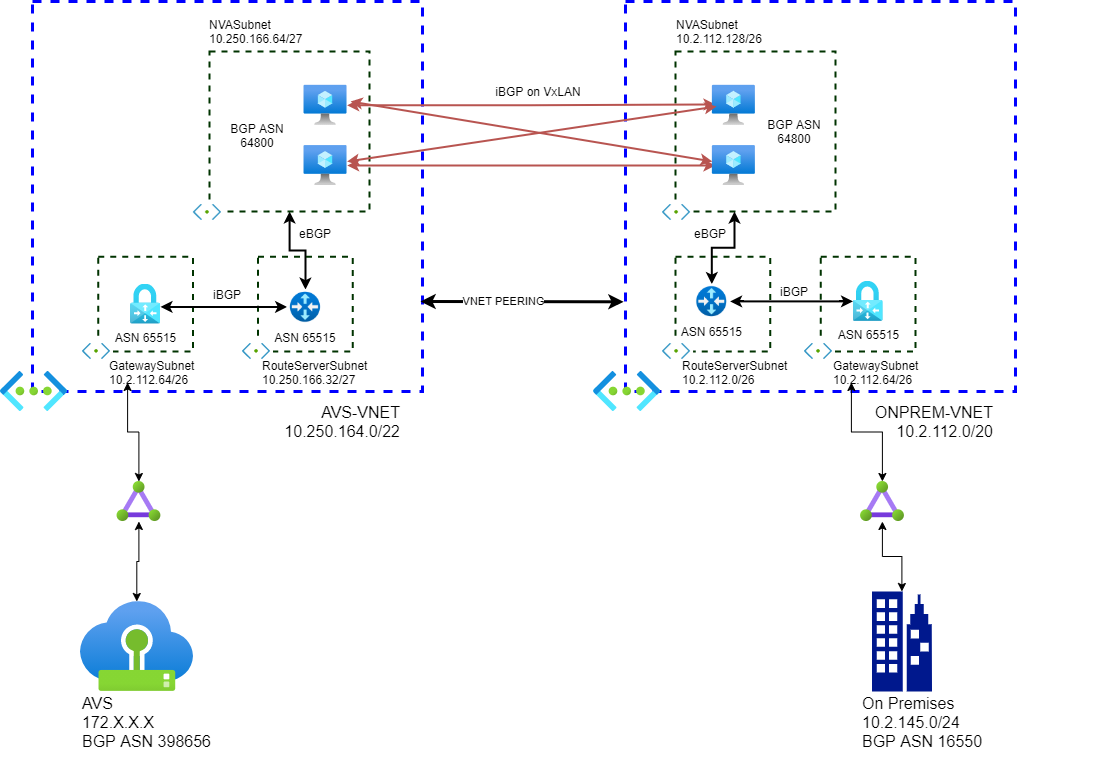 NVASubnet
10.250.166.64/27
BGP ASN
64800
iBGP on VxLAN
NVASubnet
10.2.112.128/26
BGP ASN
64800
eBGP
iBGP
ASN 65515
ASN 65515
GatewaySubnet
10.2.112.64/26
RouteServerSubnet
10.250.166.32/27
VNET PEERING
eBGP
iBGP
ASN 65515
ASN 65515
RouteServerSubnet
10.2.112.0/26
GatewaySubnet
10.2.112.64/26
AVS-VNET
10.250.164.0/22
ONPREM-VNET
10.2.112.0/20
AVS
172.X.X.X
BGP ASN 398656
On Premises
10.2.145.0/24
BGP ASN 16550